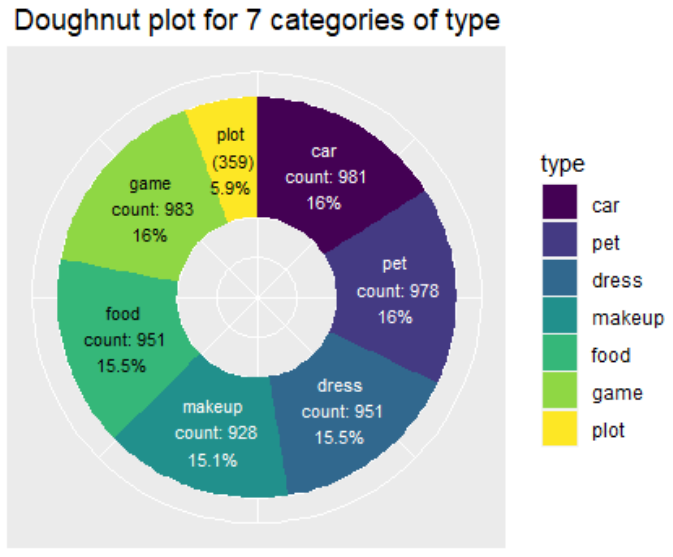 Doughnut plot for 7 categories of type
plot
(359)
5.9%
car
count: 981
16%
game
count: 983
16%
pet
count: 978
16%
food
count: 951
15.5%
dress
count: 951
15.5%
makeup
count: 928
15.1%
type
car
pet
dress
makeup
food
game
plot